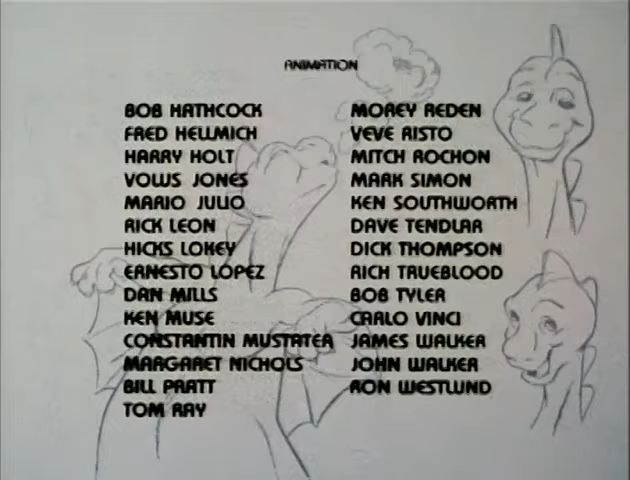 ANIMATION
BOB HATHCOCK
FRED HELLMICH
HARRY HOLT
VOLUS JONES
MARIO JULIO
RICK LEON
HICKS LOKEY
ERNESTO LOPEZ
DAN MILLS
KEN MUSE
CONSTANTIN MUSTATEA
MARGARET NICHOLS
BILL PRATT
TOM RAY
MOREY REDEN
VEVE RISTO
MITCH ROCHON
MARK SIMON
KEN SOUTHWORTH
DAVE TENDLAR
DICK THOMPSON
RICH TRUEBLOOD
BOB TYLER
CARLO VINCI
JAMES WALKER
JOHN WALKER
RON WESTLUND